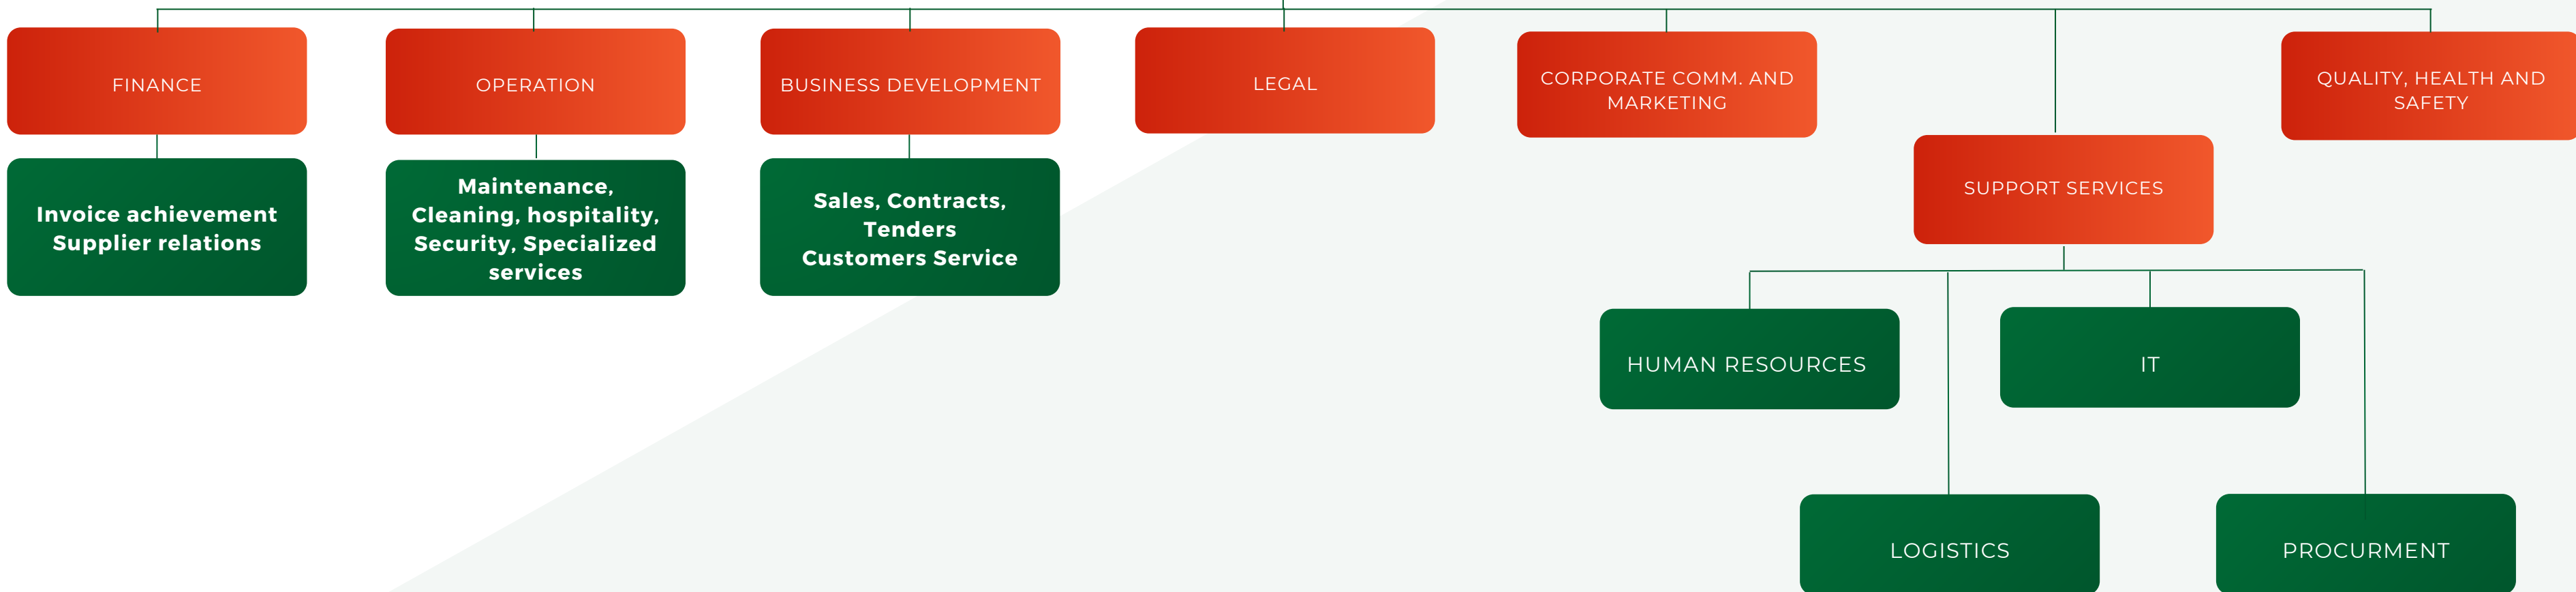 FINANCE
OPERATION
BUSINESS DEVELOPMENT
LEGAL
CORPORATE COMM. AND
MARKETING
QUALITY, HEALTH AND
SAFETY
Invoice achievement
Supplier relations
Maintenance,
Cleaning, hospitality,
Security, Specialized
services
Sales, Contracts,
Tenders
Customers Service
SUPPORT SERVICES
HUMAN RESOURCES
IT
LOGISTICS
PROCURMENT